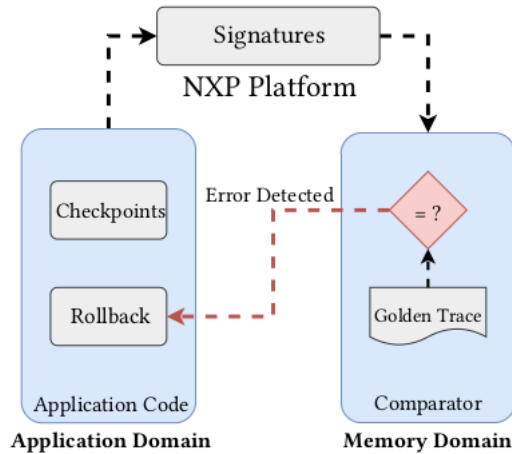 Signatures
NXP Platform
Checkpoints
Rollback
Application Code
Application Domain
Error Detected
= ?
Golden Trace
Comparator
Memory Domain